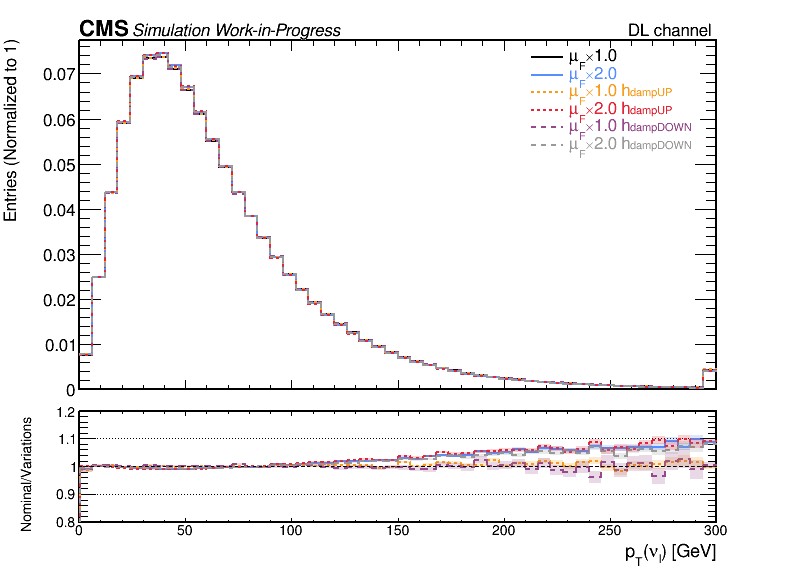 CMS Simulation Work-in-Progress DL channel
Entries (Normalized to 1)
μF×1.0
μF×2.0
μF×1.0 hdampUP
μF×2.0 hdampUP
μF×1.0 hdampDOWN
μF×2.0 hdampDOWN
0.07
0.06
0.05
0.04
0.03
0.02
0.01
0
Nominal/Variations
1.2
1.1
1
0.9
0.8
0 50 100 150 200 250 300
pT(νl) [GeV]